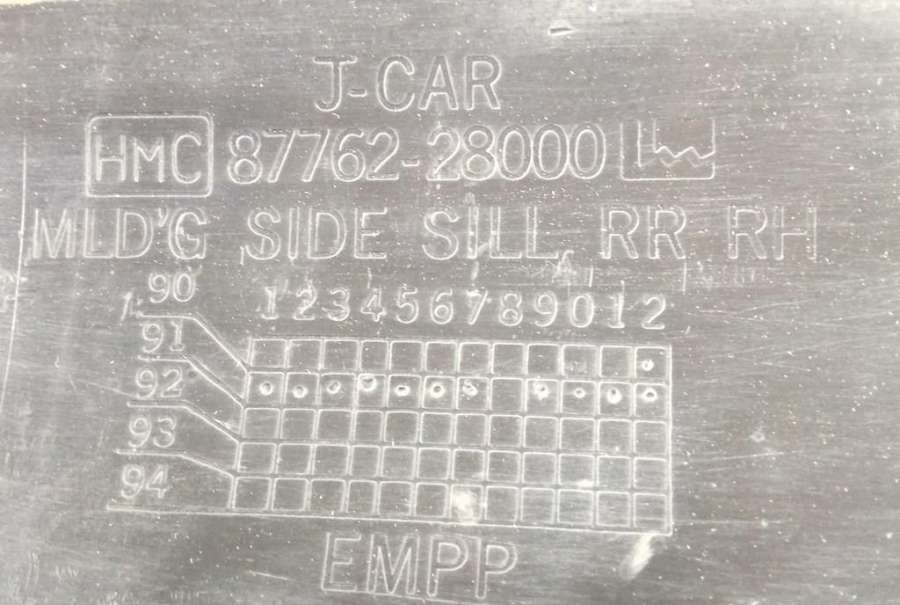 J-CAR
HMC 87762-28000
MLD'G SIDE SILL RR RH
90 123456789012
91
92
93
94
EMPP